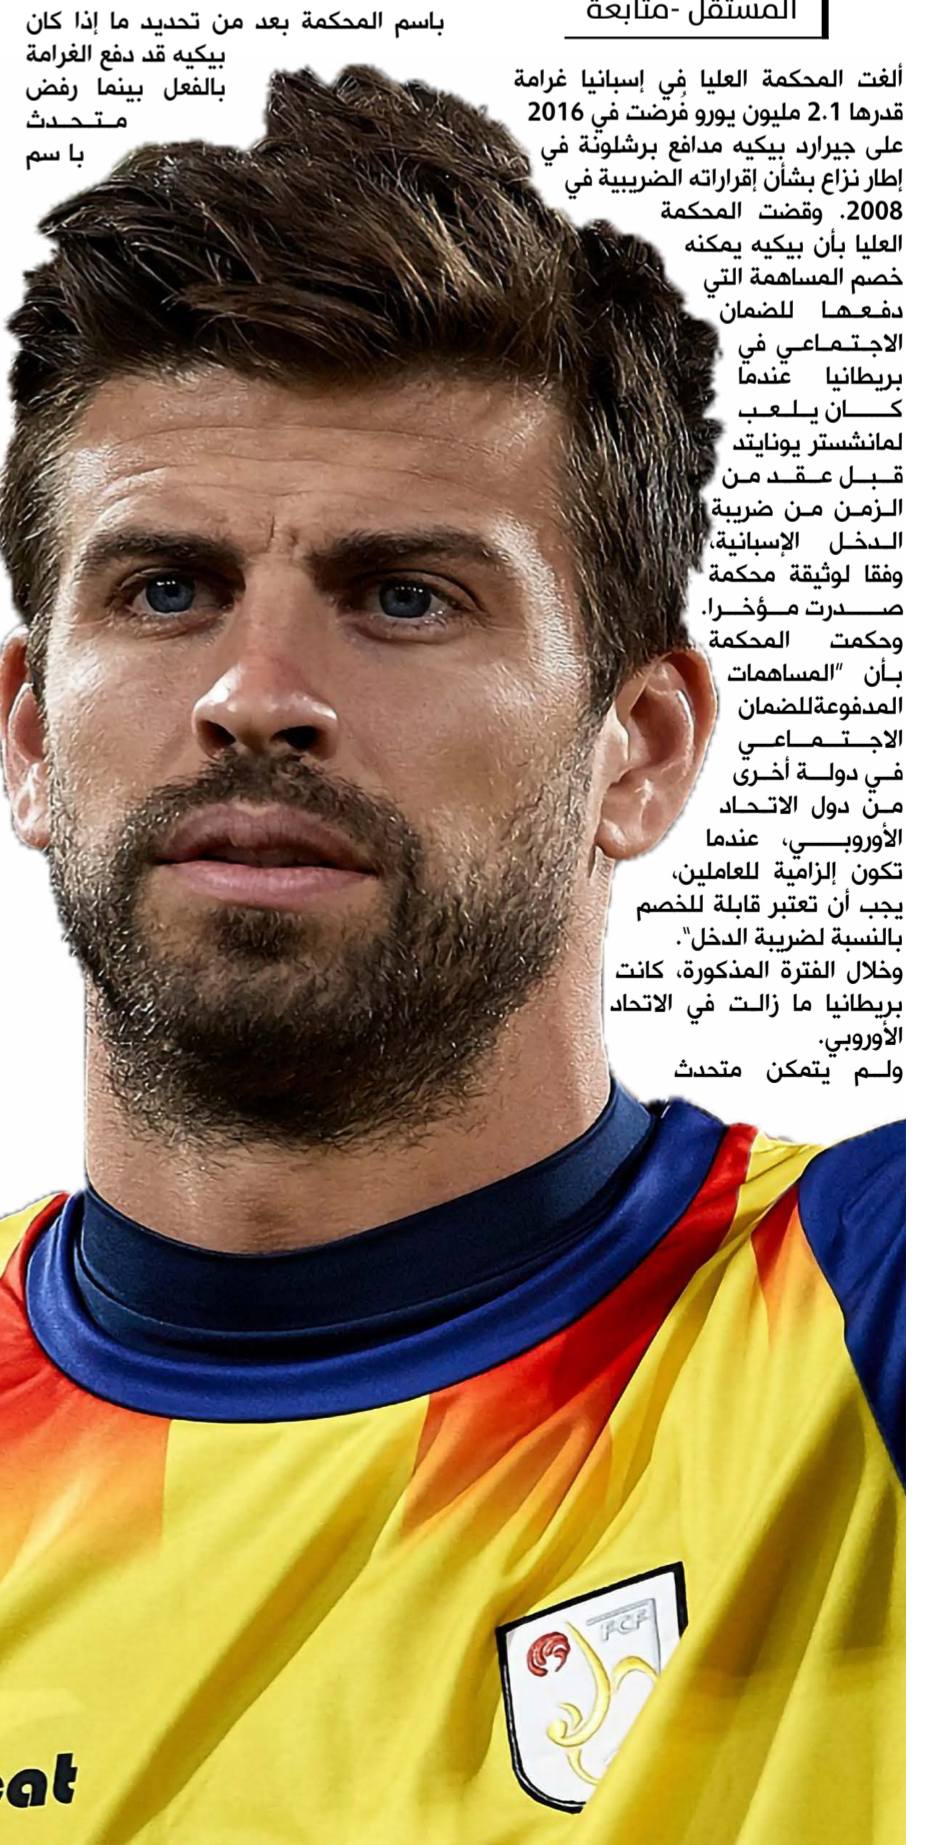 المستقل -متابعة
ألغت المحكمة العليا في إسبانيا غرامة
قدرها 2.1 مليون يورو فُرضت في 2016
على جيرارد بيكيه مدافع برشلونة في
إطار نزاع بشأن إقراراته الضريبية في
2008. وقضت المحكمة
العليا بأن بيكيه يمكنه
خصم المساهمة التي
دفعها للضمان
الاجتماعي في
بريطانيا عندما
كان يلعب
لمانشستر يونايتد
قبل عقد من
الزمن من ضريبة
الدخل الإسبانية،
وفقا لوثيقة محكمة
صدرت مؤخرا.
وحكمت المحكمة
بأن "المساهمات
المدفوعةللضمان
الاجتماعي
في دولة أخرى
من دول الاتحاد
الأوروبي، عندما
تكون إلزامية للعاملين،
يجب أن تعتبر قابلة للخصم
بالنسبة لضريبة الدخل".
وخلال الفترة المذكورة، كانت
بريطانيا ما زالت في الاتحاد
الأوروبي.
ولم يتمكن متحدث
باسم المحكمة بعد من تحديد ما إذا كان
بيكيه قد دفع الغرامة
بالفعل بينما رفض
متحدث
با سم
FCF
cat